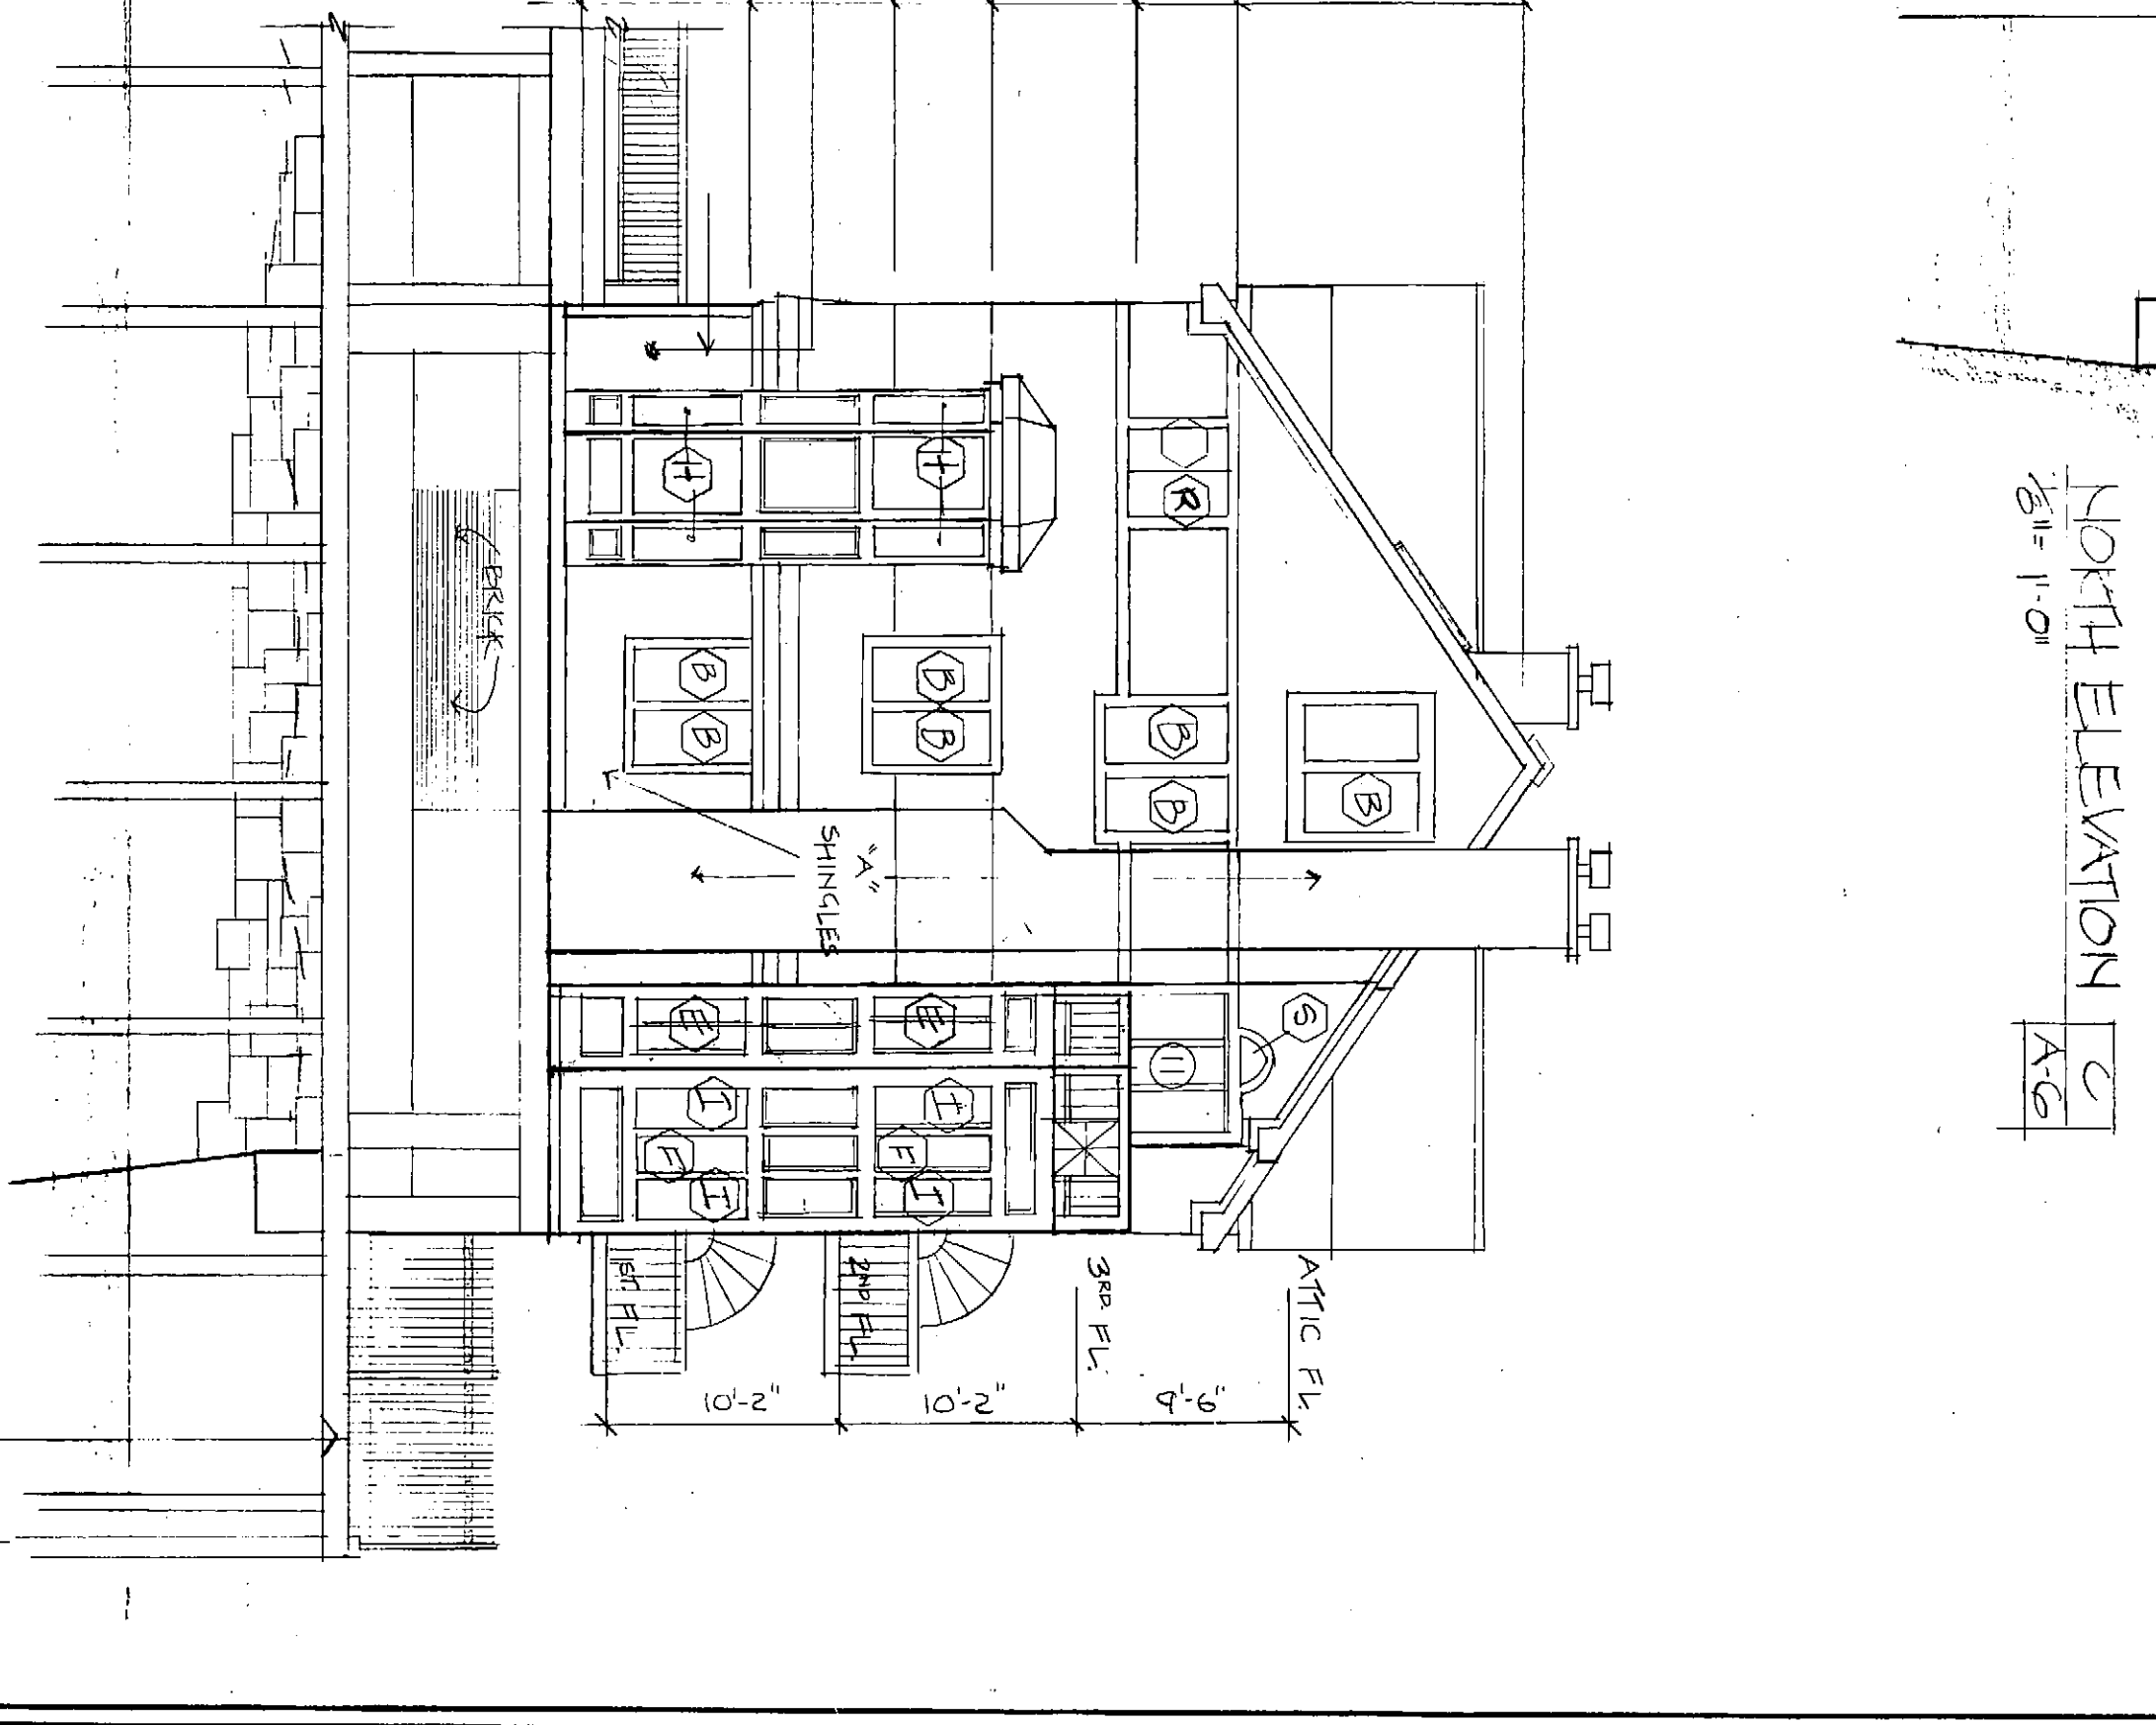 NORTH ELEVATION
1/8" = 1'-0"
C
A-6
ATTIC FL.
9'-6"
3RD FL.
10'-2"
2ND FL.
10'-2"
1ST FL.
B
S
R
B
B
11
H
B
B
E
I
F
I
"A"
SHINGLES
H
B
B
E
I
F
I
BRICK